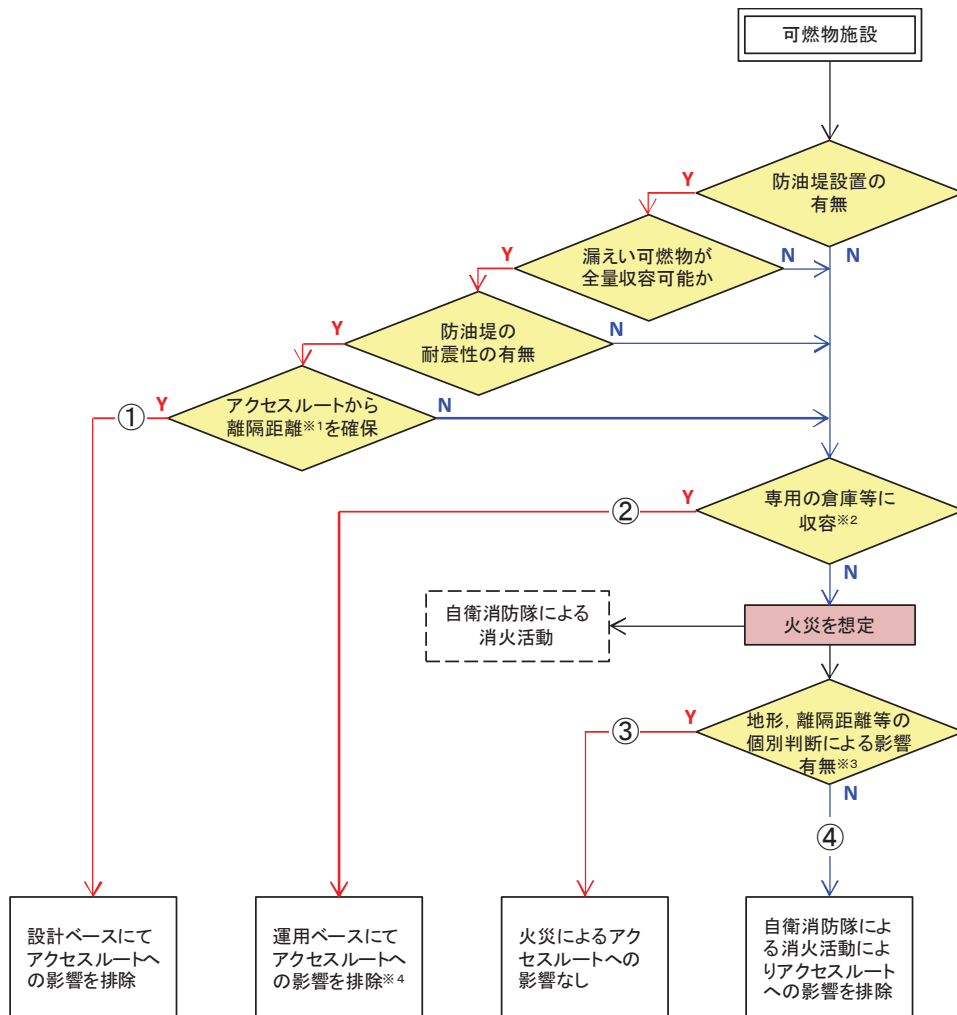 可燃物施設
防油堤設置の
有無
Y
N
漏えい可燃物が
全量収容可能か
Y
N
防油堤の
耐震性の有無
Y
N
アクセスルートから
離隔距離※1を確保
Y
N
①
専用の倉庫等に
収容※2
Y
N
②
自衛消防隊による
消火活動
火災を想定
地形，離隔距離等の
個別判断による影響
有無※3
Y
N
③
④
設計ベースにて
アクセスルートへ
の影響を排除
運用ベースにて
アクセスルートへ
の影響を排除※4
火災によるアク
セスルートへの
影響なし
自衛消防隊によ
る消火活動によ
りアクセスルート
への影響を排除